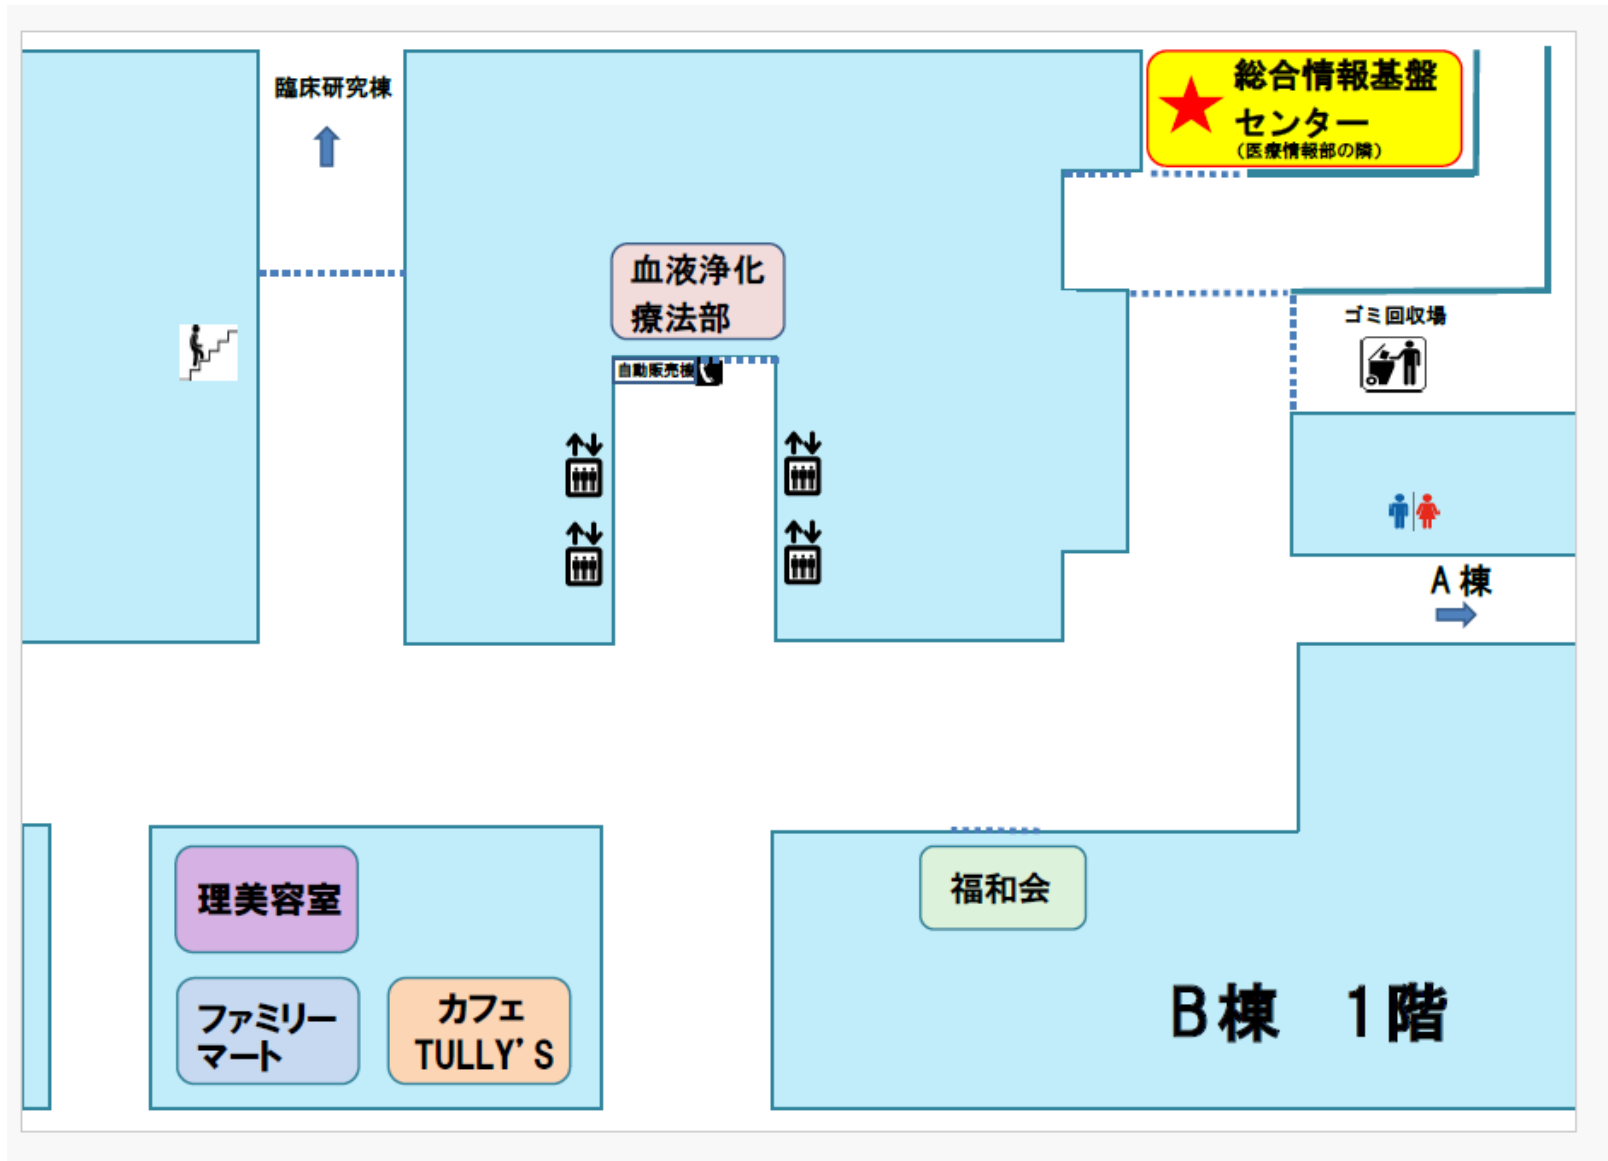 臨床研究棟
総合情報基盤
センター
(医療情報部の隣)
血液浄化
療法部
ゴミ回収場
自動販売機
A棟
理美容室
福和会
ファミリー
マート
カフェ
TULLY'S
B棟 1階